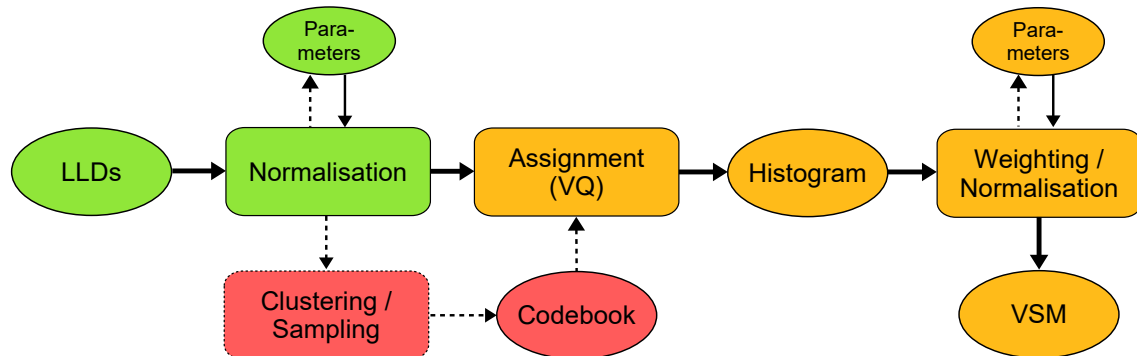 Para-
meters
Para-
meters
LLDs
Normalisation
Assignment
(VQ)
Histogram
Weighting /
Normalisation
Clustering /
Sampling
Codebook
VSM